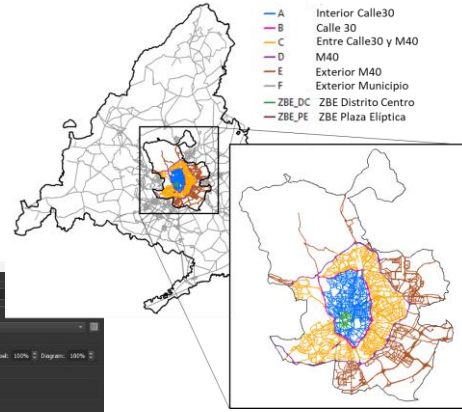 A Interior Calle30
B Calle 30
C Entre Calle30 y M40
D M40
E Exterior M40
F Exterior Municipio
ZBE_DC ZBE Distrito Centro
ZBE_PE ZBE Plaza Elíptica
100% Diagram: 100%